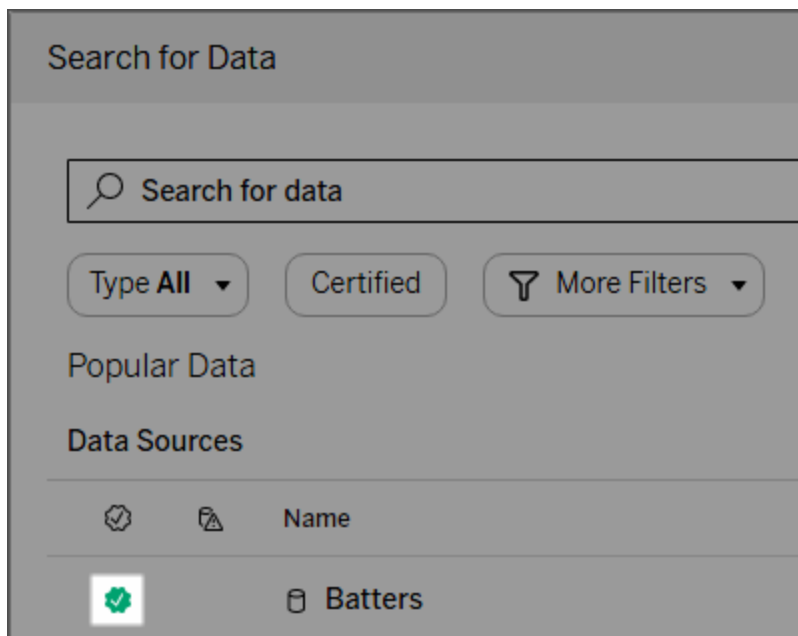 Search for Data
Search for data
Type All
Certified
More Filters
Popular Data
Data Sources
Name
Batters